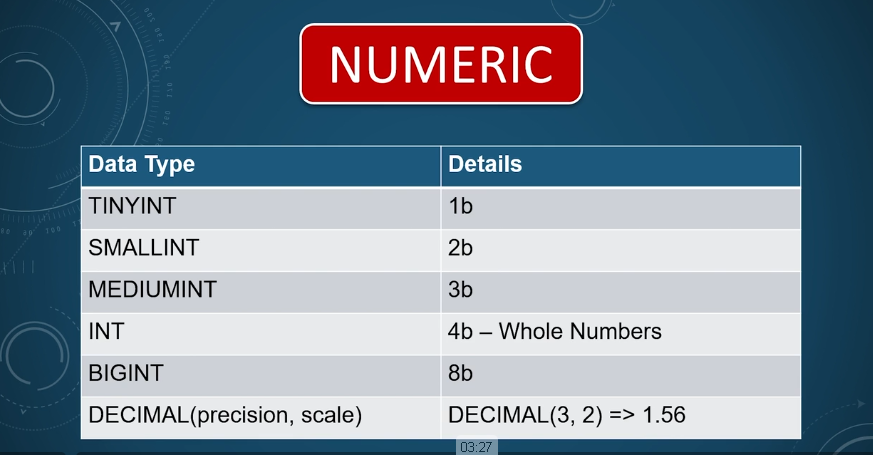 NUMERIC
Data Type Details
TINYINT 1b
SMALLINT 2b
MEDIUMINT 3b
INT 4b – Whole Numbers
BIGINT 8b
DECIMAL(precision, scale) DECIMAL(3, 2) => 1.56
03:27